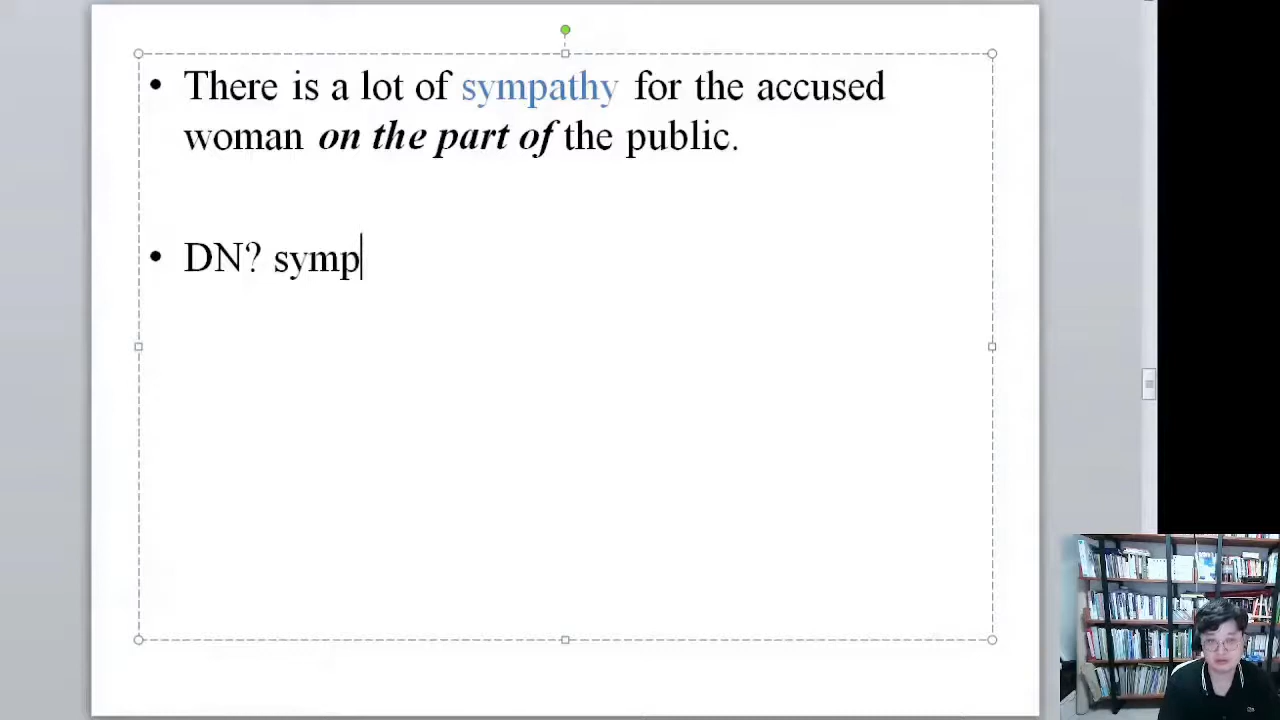 • There is a lot of sympathy for the accused
woman on the part of the public.
• DN? symp